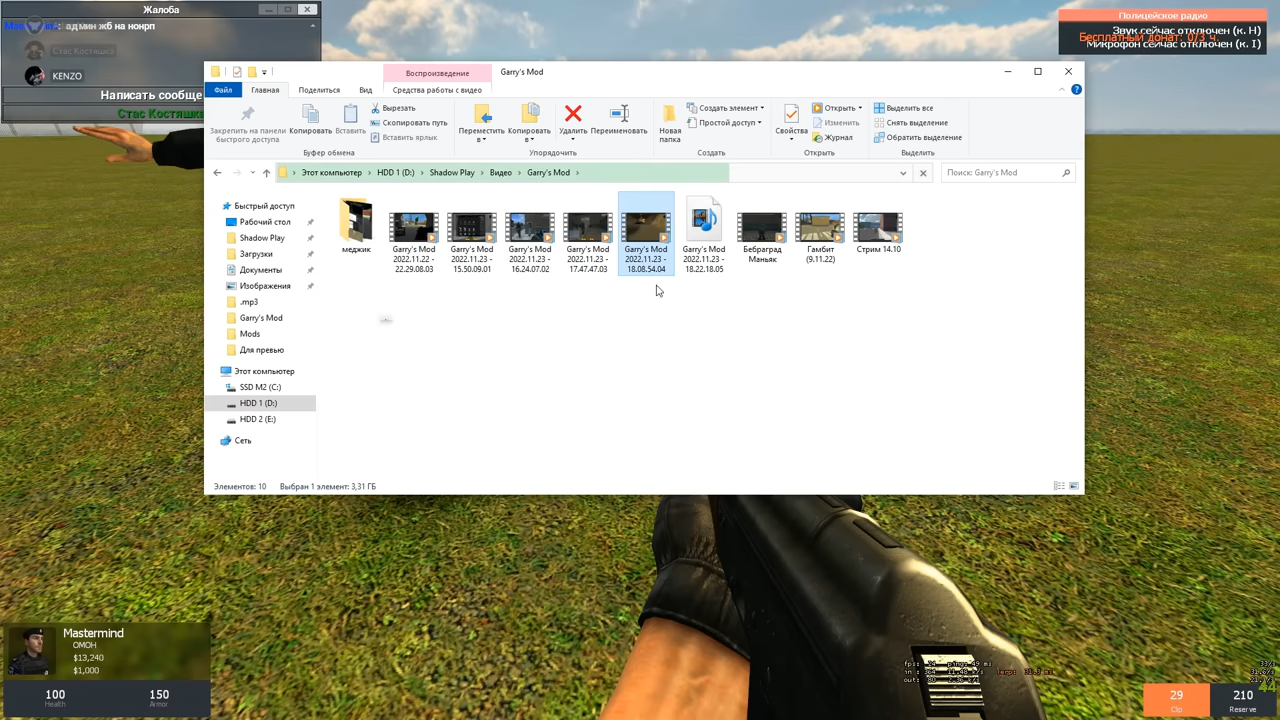 Жалоба
: админ жб на нонрп
Стас Костяшка
KENZO
Написать сообще
Стас Костяшка
Полицейское радио
Звук сейчас отключен (к. H)
Бесплатный донат: 0/3 ч.
Микрофон сейчас отключен (к. I)
Воспроизведение
Garry's Mod
Файл
Главная
Поделиться
Вид
Средства работы с видео
Закрепить на панели быстрого доступа
Копировать
Вставить
Вырезать
Скопировать путь
Вставить ярлык
Буфер обмена
Переместить в
Копировать в
Удалить
Переименовать
Упорядочить
Новая папка
Создать элемент
Простой доступ
Создать
Свойства
Открыть
Изменить
Журнал
Открыть
Выделить все
Снять выделение
Обратить выделение
Выделить
Этот компьютер
HDD 1 (D:)
Shadow Play
Видео
Garry's Mod
Поиск: Garry's Mod
Быстрый доступ
Рабочий стол
Shadow Play
Загрузки
Документы
Изображения
.mp3
Garry's Mod
Mods
Для превью
Этот компьютер
SSD M2 (C:)
HDD 1 (D:)
HDD 2 (E:)
Сеть
меджик
Garry's Mod 2022.11.22 - 22.29.08.03
Garry's Mod 2022.11.23 - 15.50.09.01
Garry's Mod 2022.11.23 - 16.24.07.02
Garry's Mod 2022.11.23 - 17.47.47.03
Garry's Mod 2022.11.23 - 18.08.54.04
Garry's Mod 2022.11.23 - 18.22.18.05
Бебраград Маньяк
Гамбит (9.11.22)
Стрим 14.10
Элементов: 10
Выбран 1 элемент: 3,31 ГБ
Mastermind
ОМОН
$13,240
$1,000
100
Health
150
Armor
29
Clip
210
Reserve